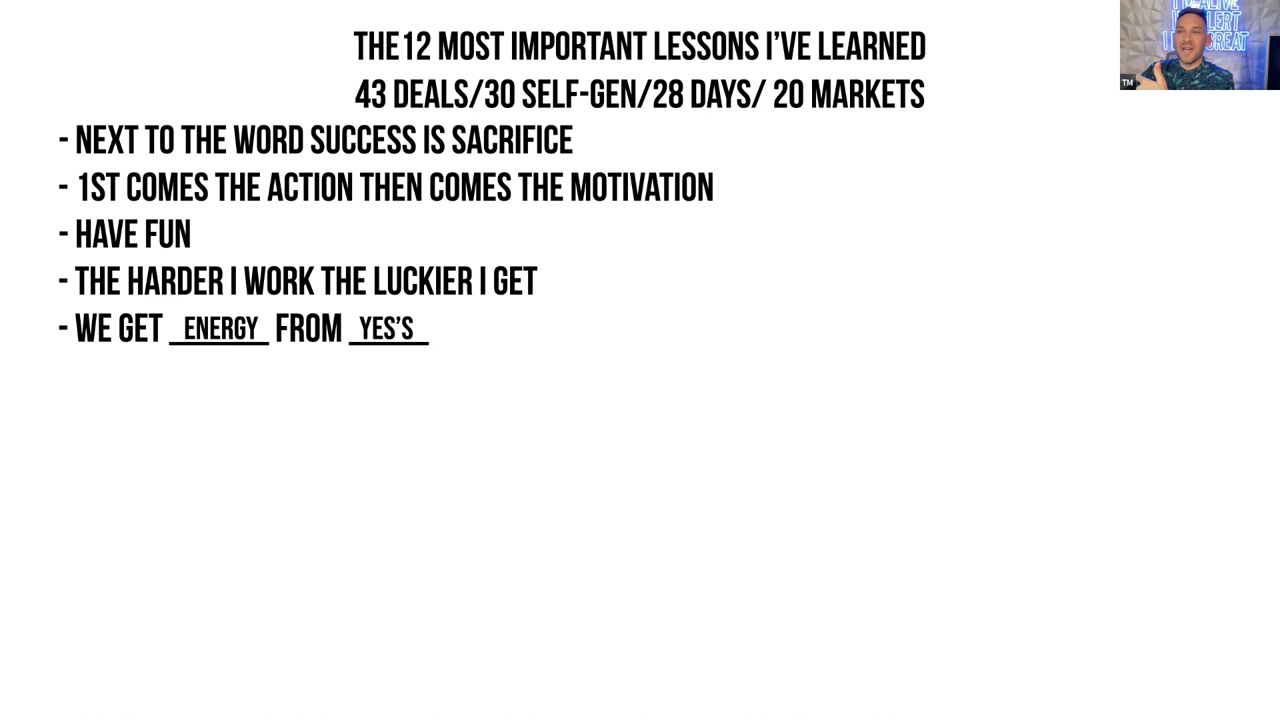 THE12 MOST IMPORTANT LESSONS I'VE LEARNED
43 DEALS/30 SELF-GEN/28 DAYS/ 20 MARKETS
- NEXT TO THE WORD SUCCESS IS SACRIFICE
- 1ST COMES THE ACTION THEN COMES THE MOTIVATION
- HAVE FUN
- THE HARDER I WORK THE LUCKIER I GET
- WE GET ENERGY FROM YES'S
TM